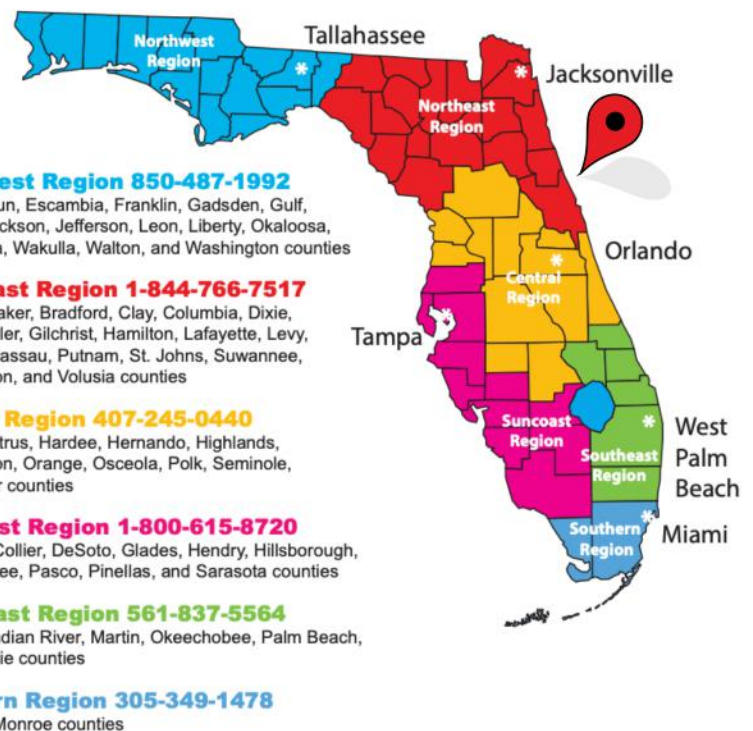 Tallahassee
Northwest
Region
Jacksonville
Northeast
Region
est Region 850-487-1992
un, Escambia, Franklin, Gadsden, Gulf,
ckson, Jefferson, Leon, Liberty, Okaloosa,
a, Wakulla, Walton, and Washington counties
Orlando
Central
Region
ast Region 1-844-766-7517
aker, Bradford, Clay, Columbia, Dixie,
ler, Gilchrist, Hamilton, Lafayette, Levy,
assau, Putnam, St. Johns, Suwannee,
on, and Volusia counties
Tampa
Region 407-245-0440
trus, Hardee, Hernando, Highlands,
on, Orange, Osceola, Polk, Seminole,
r counties
Suncoast
Region
Southeast
Region
West
Palm
Beach
st Region 1-800-615-8720
Collier, DeSoto, Glades, Hendry, Hillsborough,
ee, Pasco, Pinellas, and Sarasota counties
Southern
Region
Miami
ast Region 561-837-5564
dian River, Martin, Okeechobee, Palm Beach,
ie counties
rn Region 305-349-1478
Monroe counties